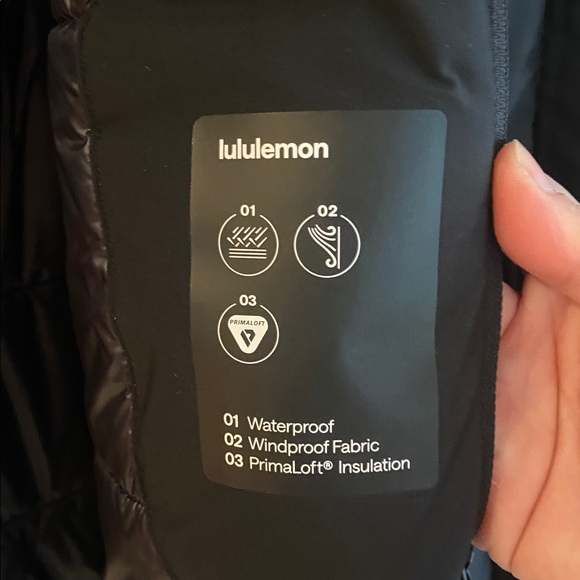 lululemon
01 02
03
PRIMALOFT
01 Waterproof
02 Windproof Fabric
03 PrimaLoft® Insulation